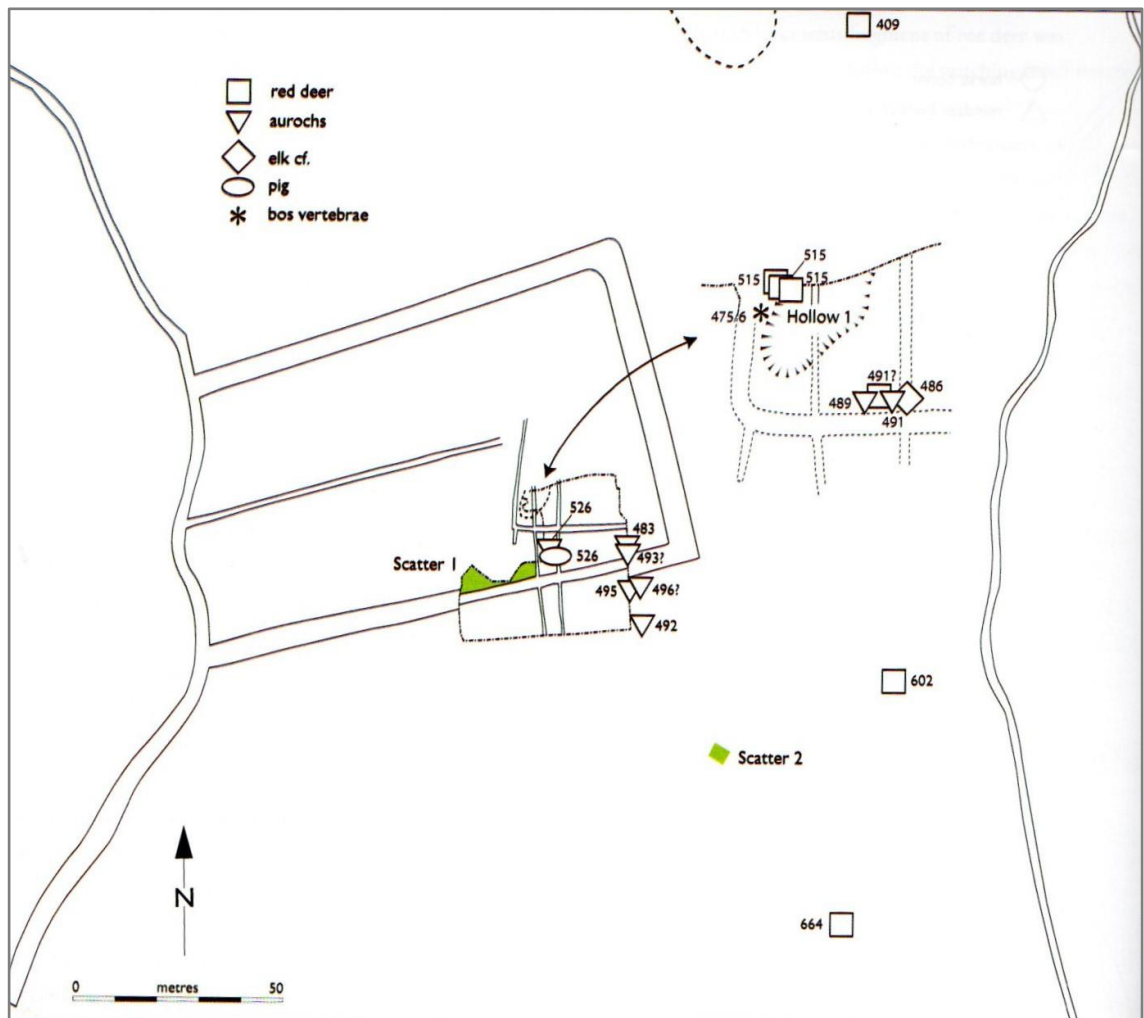 409
red deer
aurochs
elk cf.
pig
bos vertebrae
515
515
515
475/6
Hollow 1
491?
486
489
491
526
483
526
493?
Scatter 1
495
496?
492
602
Scatter 2
N
664
0 metres 50